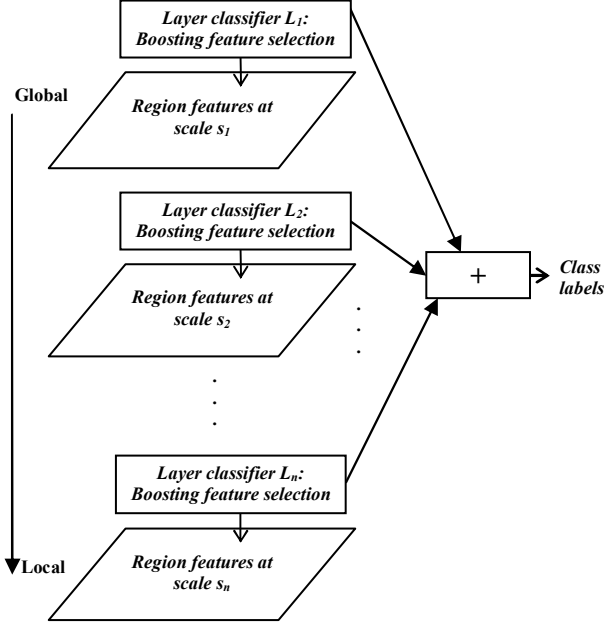 Layer classifier L1:
Boosting feature selection
Global
Region features at
scale s1
Layer classifier L2:
Boosting feature selection
Region features at
scale s2
+
Class
labels
.
.
.
.
.
.
Layer classifier Ln:
Boosting feature selection
Local
Region features at
scale sn